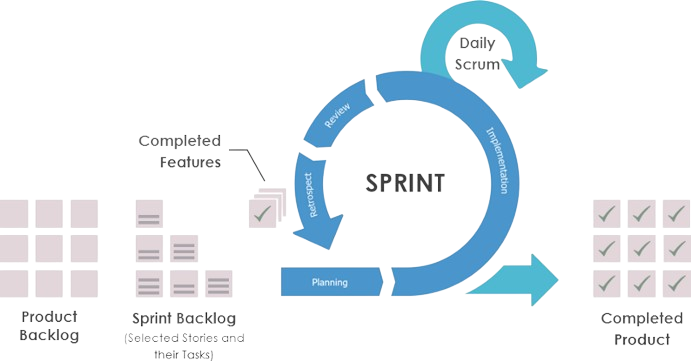 Daily
Scrum
Review
Implementation
Completed
Features
SPRINT
Retrospect
Planning
Product
Backlog
Sprint Backlog
(Selected Stories and
their Tasks)
Completed
Product